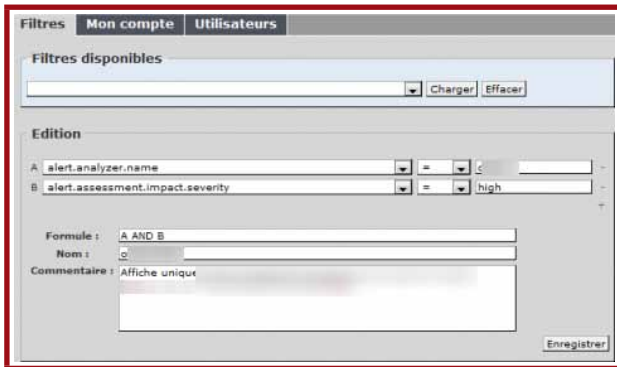 Filtres Mon compte Utilisateurs
Filtres disponibles
Charger Effacer
Edition
A alert.analyzer.name =
B alert.assessment.impact.severity = high
Formule : A AND B
Nom :
Commentaire : Affiche unique
Enregistrer